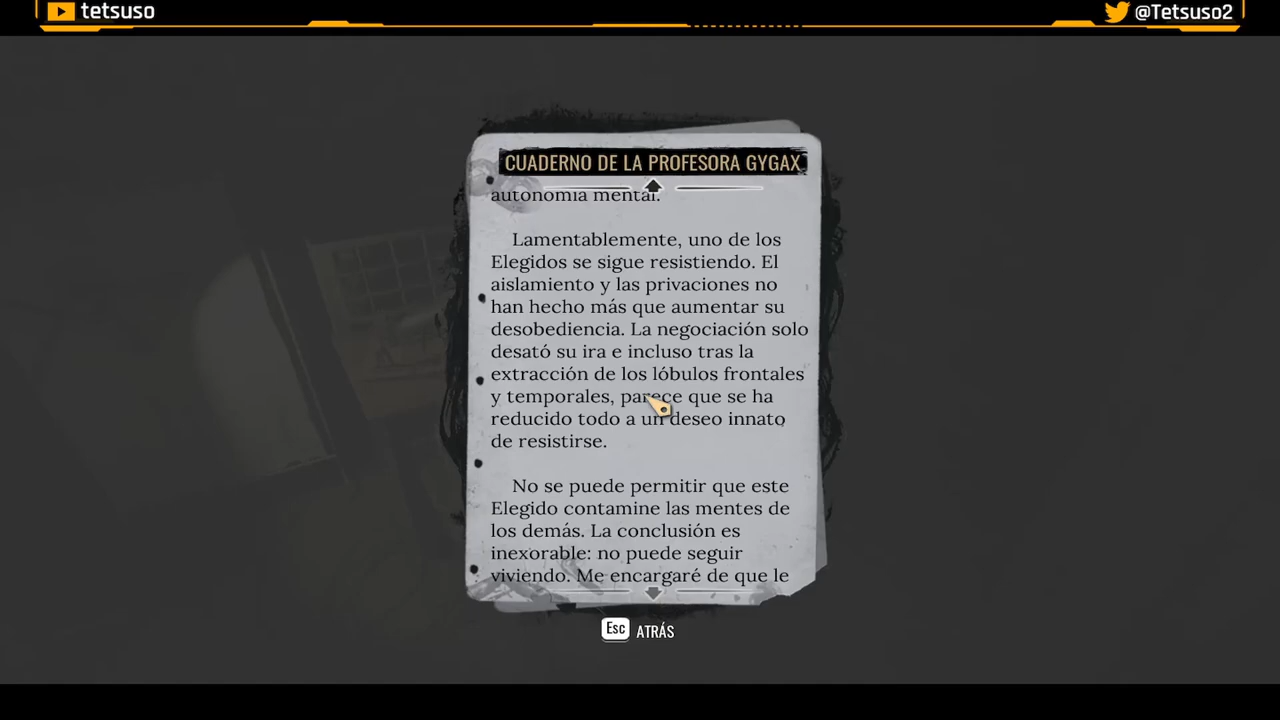 tetsuso
@Tetsuso2
CUADERNO DE LA PROFESORA GYGAX
autonomía mental.
Lamentablemente, uno de los
Elegidos se sigue resistiendo. El
aislamiento y las privaciones no
han hecho más que aumentar su
desobediencia. La negociación solo
desató su ira e incluso tras la
extracción de los lóbulos frontales
y temporales, parece que se ha
reducido todo a un deseo innato
de resistirse.
No se puede permitir que este
Elegido contamine las mentes de
los demás. La conclusión es
inexorable: no puede seguir
viviendo. Me encargaré de que le
Esc ATRÁS